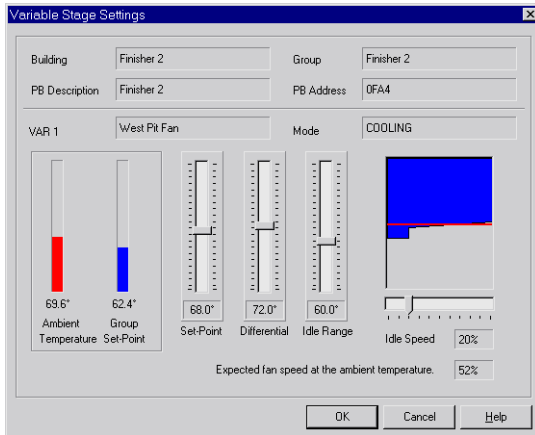 Variable Stage Settings
Building Finisher 2 Group Finisher 2
PB Description Finisher 2 PB Address 0FA4
VAR 1 West Pit Fan Mode COOLING
69.6° 62.4° 68.0° 72.0° 60.0°
Ambient Temperature Group Set-Point Set-Point Differential Idle Range
Idle Speed 20%
Expected fan speed at the ambient temperature. 52%
OK Cancel Help